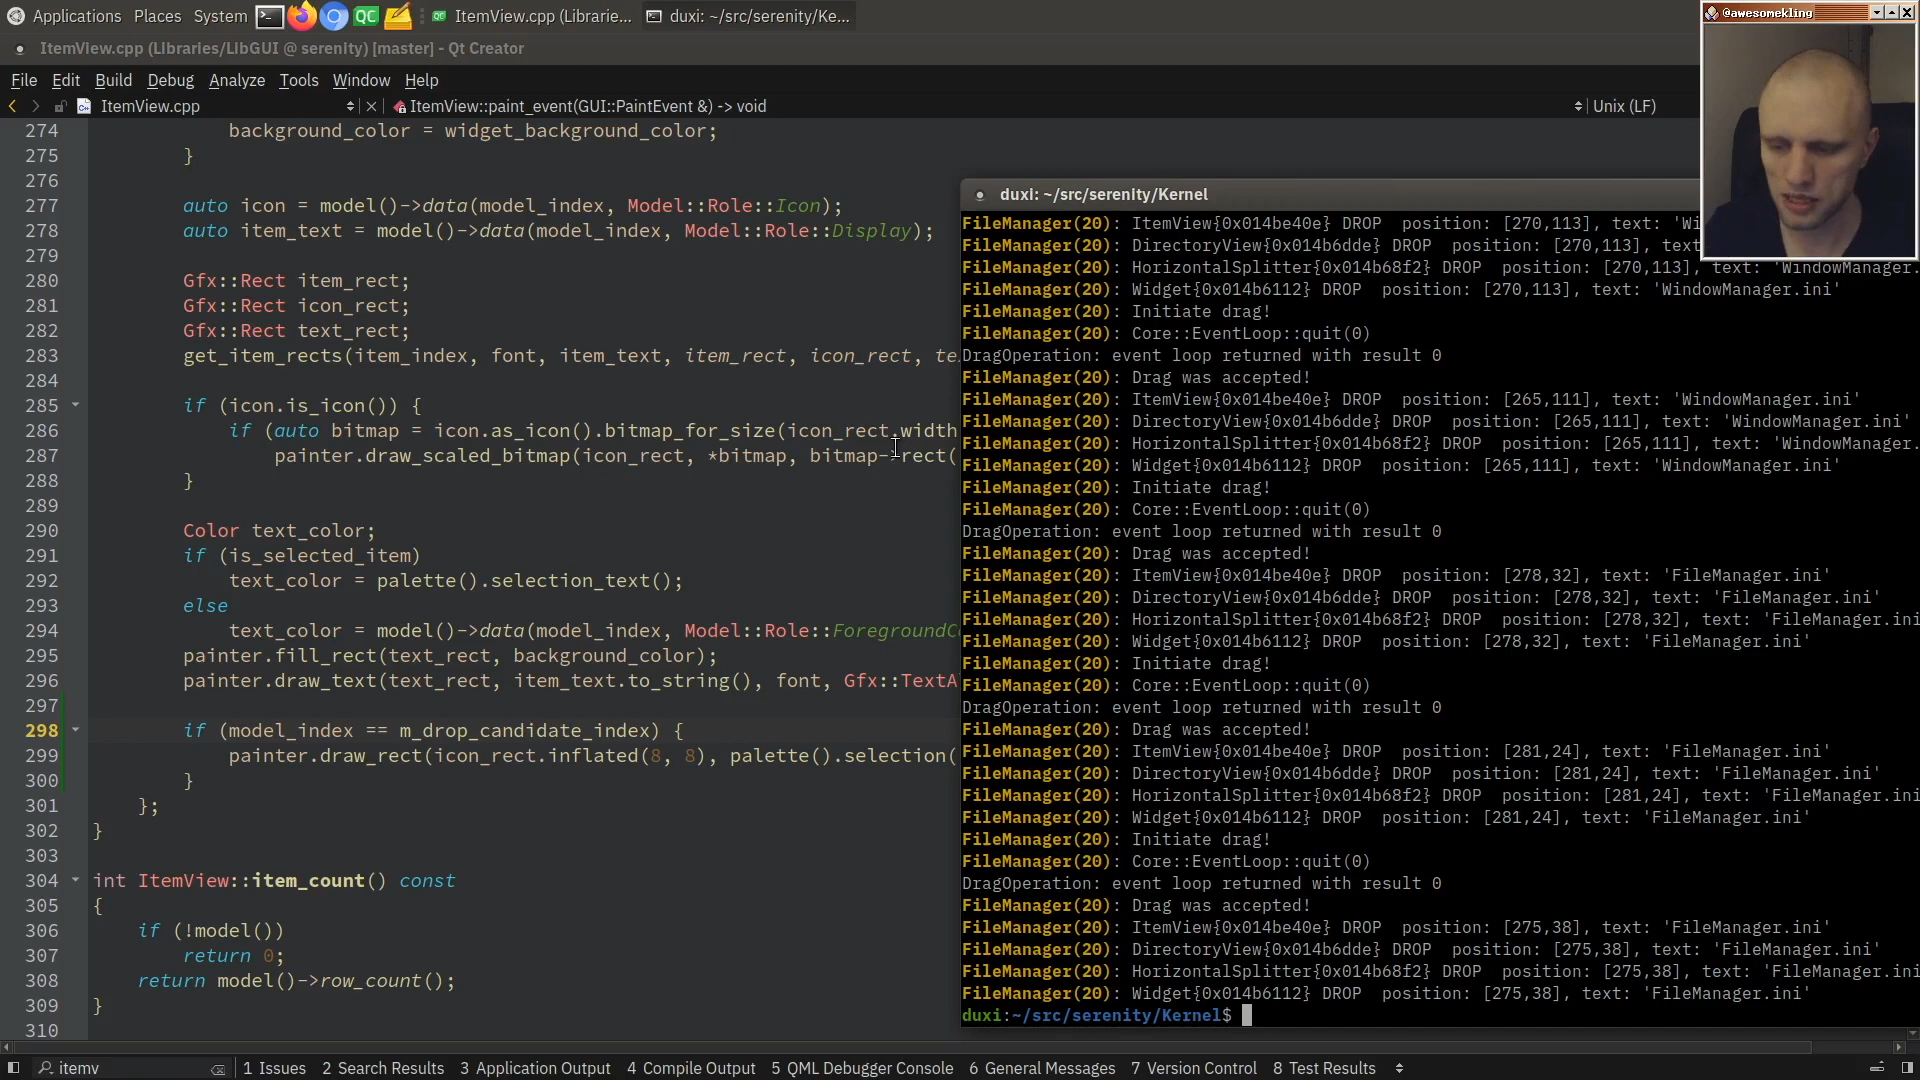 Applications Places System ItemView.cpp (Librarie... duxi: ~/src/serenity/Ke...
@awesomekling
ItemView.cpp (Libraries/LibGUI @ serenity) [master] - Qt Creator
File Edit Build Debug Analyze Tools Window Help
ItemView.cpp ItemView::paint_event(GUI::PaintEvent &) -> void Unix (LF)
274 background_color = widget_background_color;
275 }
276
277 auto icon = model()->data(model_index, Model::Role::Icon);
278 auto item_text = model()->data(model_index, Model::Role::Display);
279
280 Gfx::Rect item_rect;
281 Gfx::Rect icon_rect;
282 Gfx::Rect text_rect;
283 get_item_rects(item_index, font, item_text, item_rect, icon_rect, te
284
285 if (icon.is_icon()) {
286 if (auto bitmap = icon.as_icon().bitmap_for_size(icon_rect.width
287 painter.draw_scaled_bitmap(icon_rect, *bitmap, bitmap->rect(
288 }
289
290 Color text_color;
291 if (is_selected_item)
292 text_color = palette().selection_text();
293 else
294 text_color = model()->data(model_index, Model::Role::ForegroundC
295 painter.fill_rect(text_rect, background_color);
296 painter.draw_text(text_rect, item_text.to_string(), font, Gfx::TextAl
297
298 if (model_index == m_drop_candidate_index) {
299 painter.draw_rect(icon_rect.inflated(8, 8), palette().selection(
300 }
301 };
302 }
303
304 int ItemView::item_count() const
305 {
306 if (!model())
307 return 0;
308 return model()->row_count();
309 }
310
duxi: ~/src/serenity/Kernel
FileManager(20): ItemView{0x014be40e} DROP position: [270,113], text: 'Wi
FileManager(20): DirectoryView{0x014b6dde} DROP position: [270,113], text
FileManager(20): HorizontalSplitter{0x014b68f2} DROP position: [270,113], text: 'WindowManager.ini'
FileManager(20): Widget{0x014b6112} DROP position: [270,113], text: 'WindowManager.ini'
FileManager(20): Initiate drag!
FileManager(20): Core::EventLoop::quit(0)
DragOperation: event loop returned with result 0
FileManager(20): Drag was accepted!
FileManager(20): ItemView{0x014be40e} DROP position: [265,111], text: 'WindowManager.ini'
FileManager(20): DirectoryView{0x014b6dde} DROP position: [265,111], text: 'WindowManager.ini'
FileManager(20): HorizontalSplitter{0x014b68f2} DROP position: [265,111], text: 'WindowManager.ini'
FileManager(20): Widget{0x014b6112} DROP position: [265,111], text: 'WindowManager.ini'
FileManager(20): Initiate drag!
FileManager(20): Core::EventLoop::quit(0)
DragOperation: event loop returned with result 0
FileManager(20): Drag was accepted!
FileManager(20): ItemView{0x014be40e} DROP position: [278,32], text: 'FileManager.ini'
FileManager(20): DirectoryView{0x014b6dde} DROP position: [278,32], text: 'FileManager.ini'
FileManager(20): HorizontalSplitter{0x014b68f2} DROP position: [278,32], text: 'FileManager.ini
FileManager(20): Widget{0x014b6112} DROP position: [278,32], text: 'FileManager.ini'
FileManager(20): Initiate drag!
FileManager(20): Core::EventLoop::quit(0)
DragOperation: event loop returned with result 0
FileManager(20): Drag was accepted!
FileManager(20): ItemView{0x014be40e} DROP position: [281,24], text: 'FileManager.ini'
FileManager(20): DirectoryView{0x014b6dde} DROP position: [281,24], text: 'FileManager.ini'
FileManager(20): HorizontalSplitter{0x014b68f2} DROP position: [281,24], text: 'FileManager.ini
FileManager(20): Widget{0x014b6112} DROP position: [281,24], text: 'FileManager.ini'
FileManager(20): Initiate drag!
FileManager(20): Core::EventLoop::quit(0)
DragOperation: event loop returned with result 0
FileManager(20): Drag was accepted!
FileManager(20): ItemView{0x014be40e} DROP position: [275,38], text: 'FileManager.ini'
FileManager(20): DirectoryView{0x014b6dde} DROP position: [275,38], text: 'FileManager.ini'
FileManager(20): HorizontalSplitter{0x014b68f2} DROP position: [275,38], text: 'FileManager.ini
FileManager(20): Widget{0x014b6112} DROP position: [275,38], text: 'FileManager.ini'
duxi:~/src/serenity/Kernel$
itemv 1 Issues 2 Search Results 3 Application Output 4 Compile Output 5 QML Debugger Console 6 General Messages 7 Version Control 8 Test Results